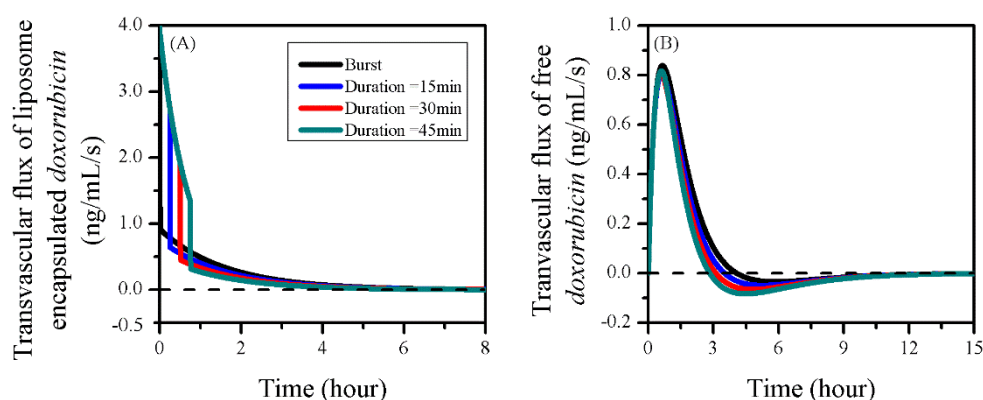 Transvascular flux of liposome
encapsulated doxorubicin
(ng/mL/s)
4.0
3.0
2.0
1.0
0.0
-0.5
(A)
Burst
Duration =15min
Duration =30min
Duration =45min
0
2
4
6
8
Time (hour)
Tranvascular flux of free
doxorubicin (ng/mL/s)
1.0
0.8
0.6
0.4
0.2
0.0
-0.2
(B)
0
3
6
9
12
15
Time (hour)